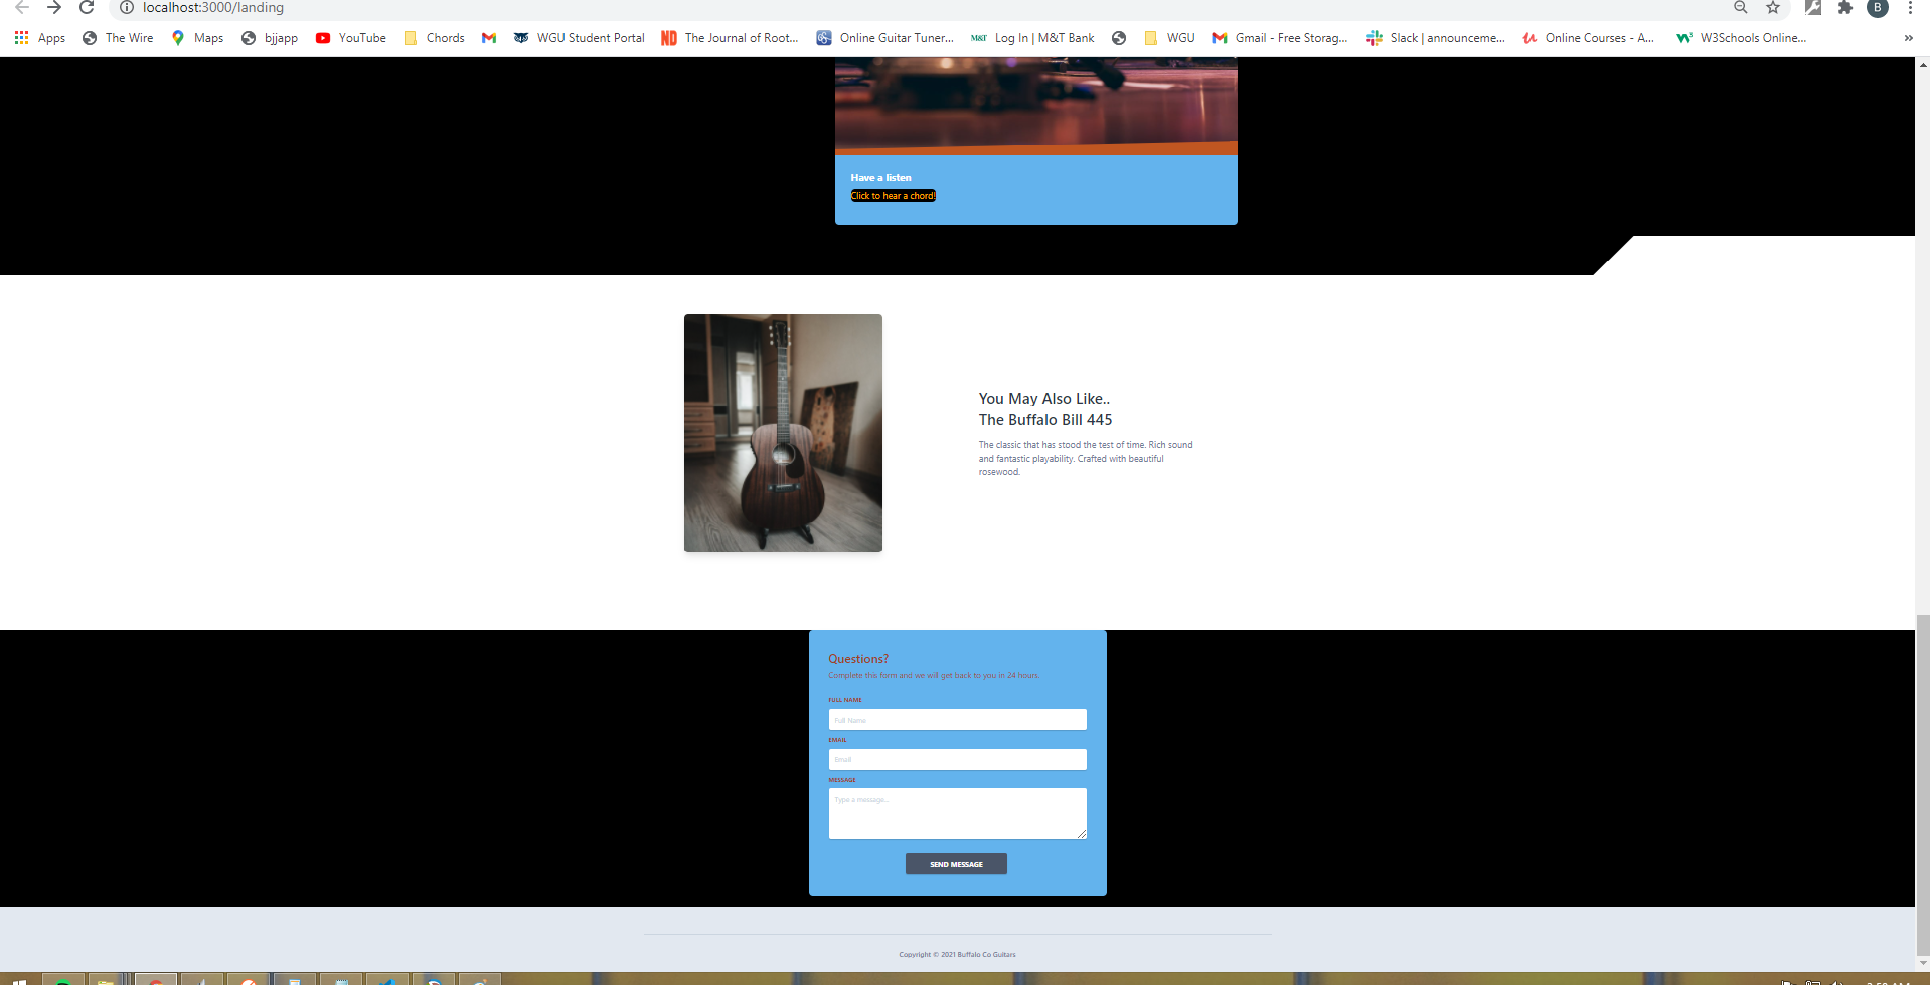 localhost:3000/landing
Apps
The Wire
Maps
bjjapp
YouTube
Chords
WGU Student Portal
ND
The Journal of Root...
Online Guitar Tuner...
M&T
Log In | M&T Bank
WGU
Gmail - Free Storag...
Slack | announceme...
Online Courses - A...
W3Schools Online...
»
B
Have a listen
Click to hear a chord!
You May Also Like..
The Buffalo Bill 445
The classic that has stood the test of time. Rich sound
and fantastic playability. Crafted with beautiful
rosewood.
Questions?
Complete this form and we will get back to you in 24 hours.
FULL NAME
Full Name
EMAIL
Email
MESSAGE
Type a message...
SEND MESSAGE
Copyright © 2021 Buffalo Co Guitars